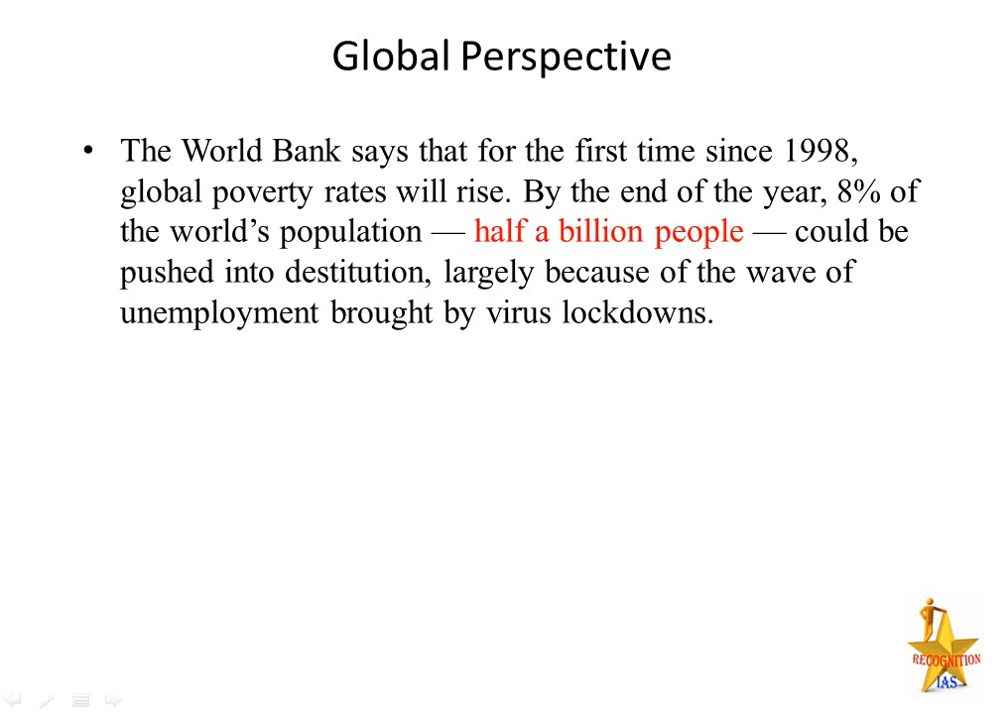 Global Perspective
• The World Bank says that for the first time since 1998,
global poverty rates will rise. By the end of the year, 8% of
the world’s population — half a billion people — could be
pushed into destitution, largely because of the wave of
unemployment brought by virus lockdowns.
RECOGNITION
IAS